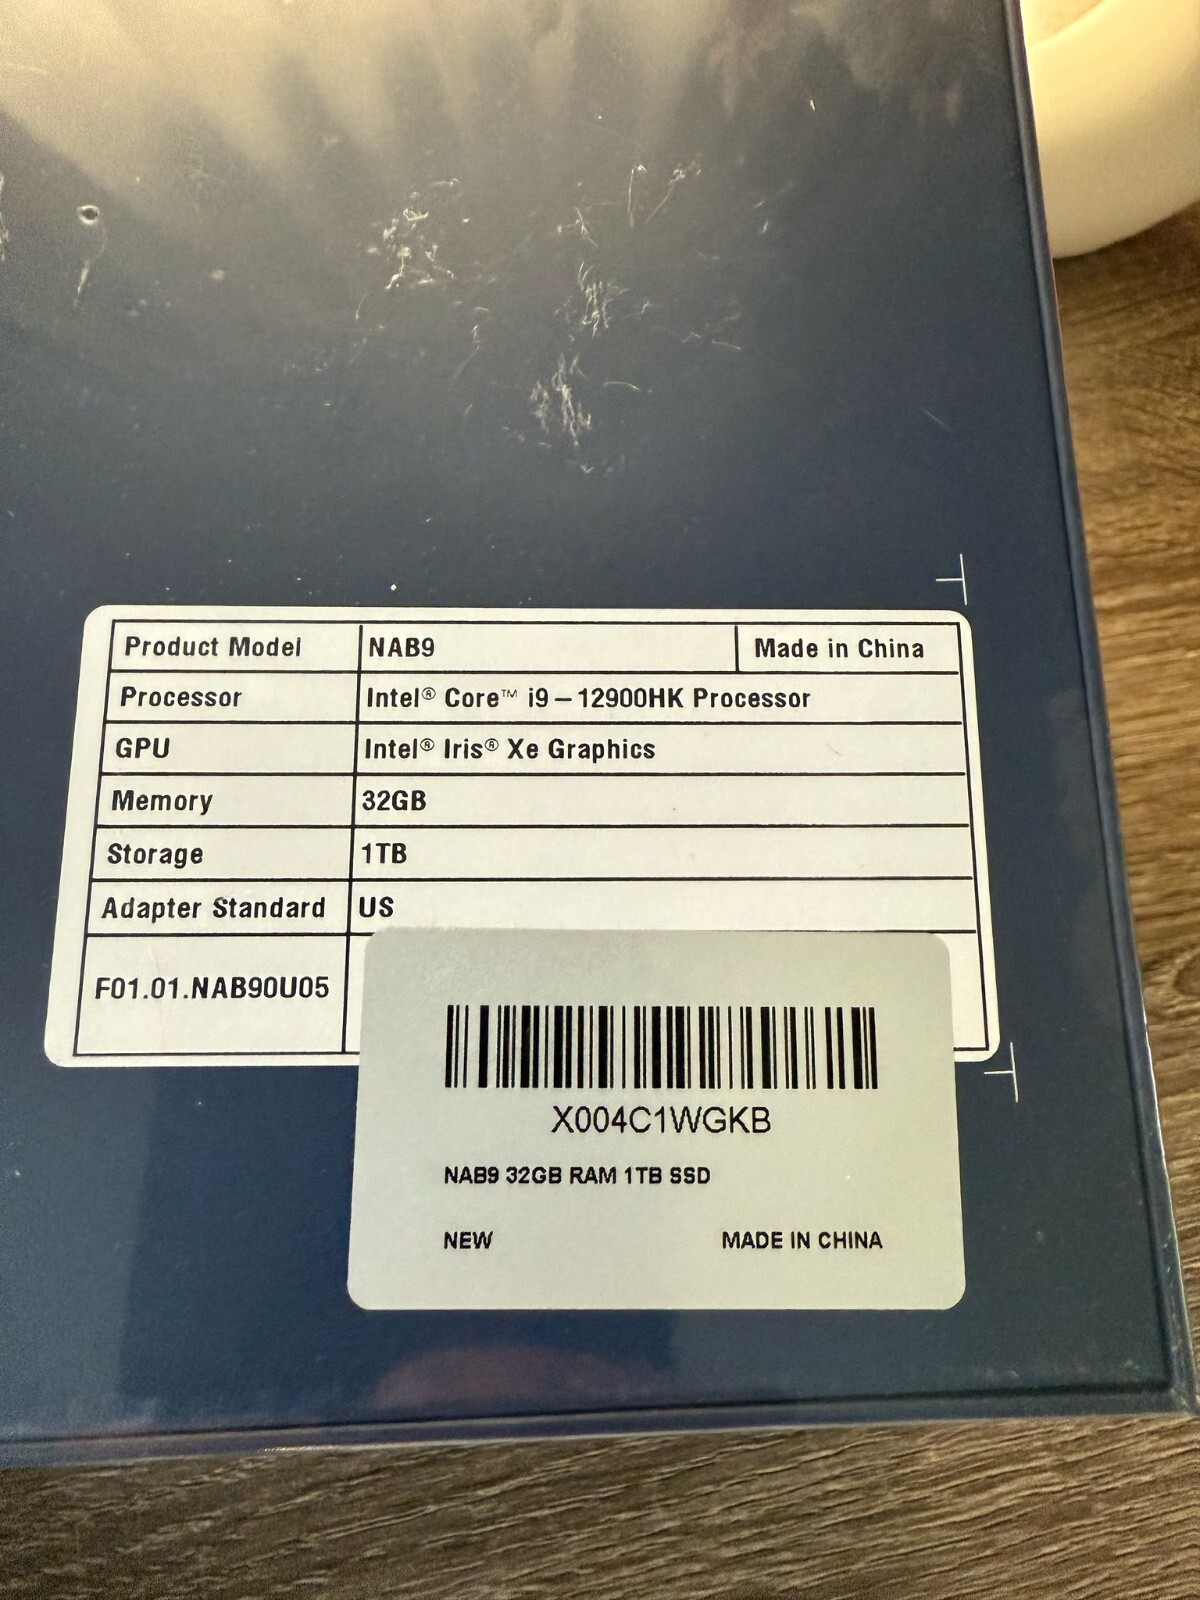 Product Model NAB9 Made in China
Processor Intel® Core™ i9-12900HK Processor
GPU Intel® Iris® Xe Graphics
Memory 32GB
Storage 1TB
Adapter Standard US
F01.01.NAB90U05
X004C1WGKB
NAB9 32GB RAM 1TB SSD
NEW MADE IN CHINA